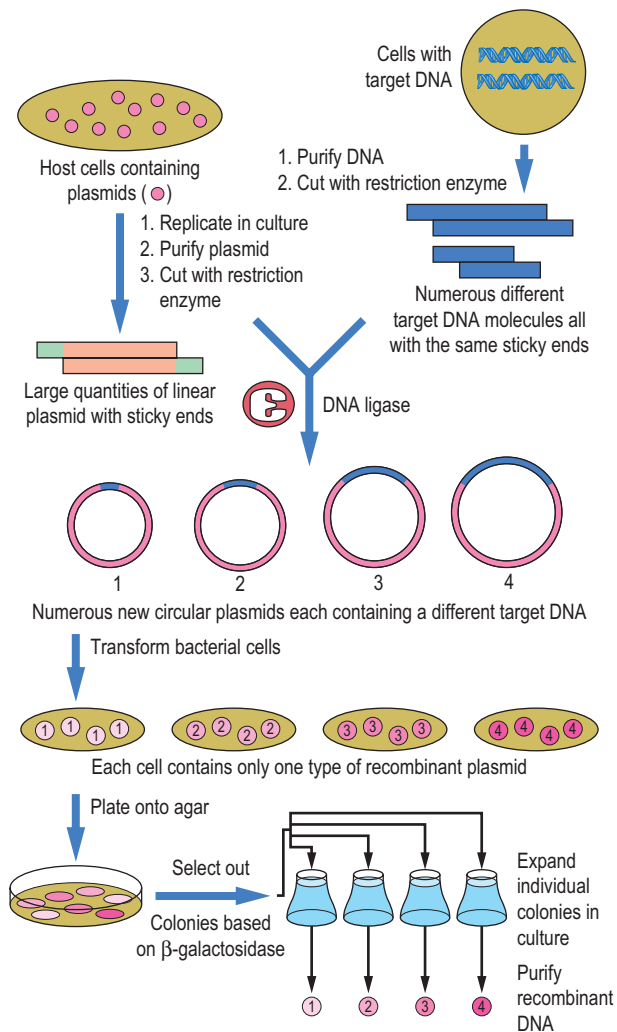 Cells with
target DNA
Host cells containing
plasmids ( )
1. Purify DNA
2. Cut with restriction enzyme
1. Replicate in culture
2. Purify plasmid
3. Cut with restriction
enzyme
Numerous different
target DNA molecules all
with the same sticky ends
Large quantities of linear
plasmid with sticky ends
DNA ligase
1 2 3 4
Numerous new circular plasmids each containing a different target DNA
Transform bacterial cells
1 1 1 1 2 2 2 2 3 3 3 3 4 4 4 4
Each cell contains only one type of recombinant plasmid
Plate onto agar
Select out
Colonies based
on β-galactosidase
Expand
individual
colonies in
culture
Purify
recombinant
DNA
1 2 3 4